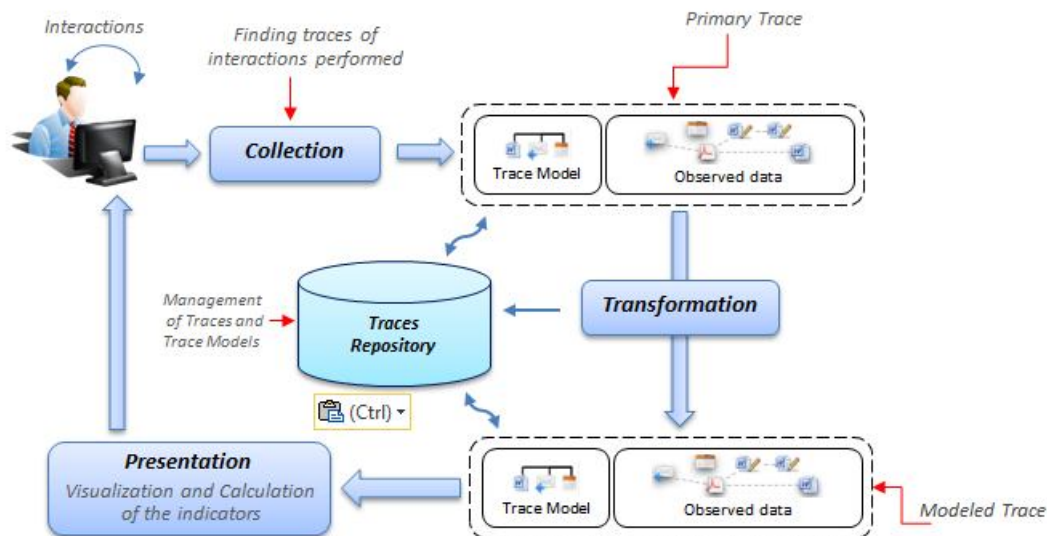 Interactions
Finding traces of
interactions performed
Primary Trace
Collection
Trace Model
Observed data
Management
of Traces and
Trace Models
Traces
Repository
Transformation
(Ctrl)
Presentation
Visualization and Calculation
of the indicators
Trace Model
Observed data
Modeled Trace